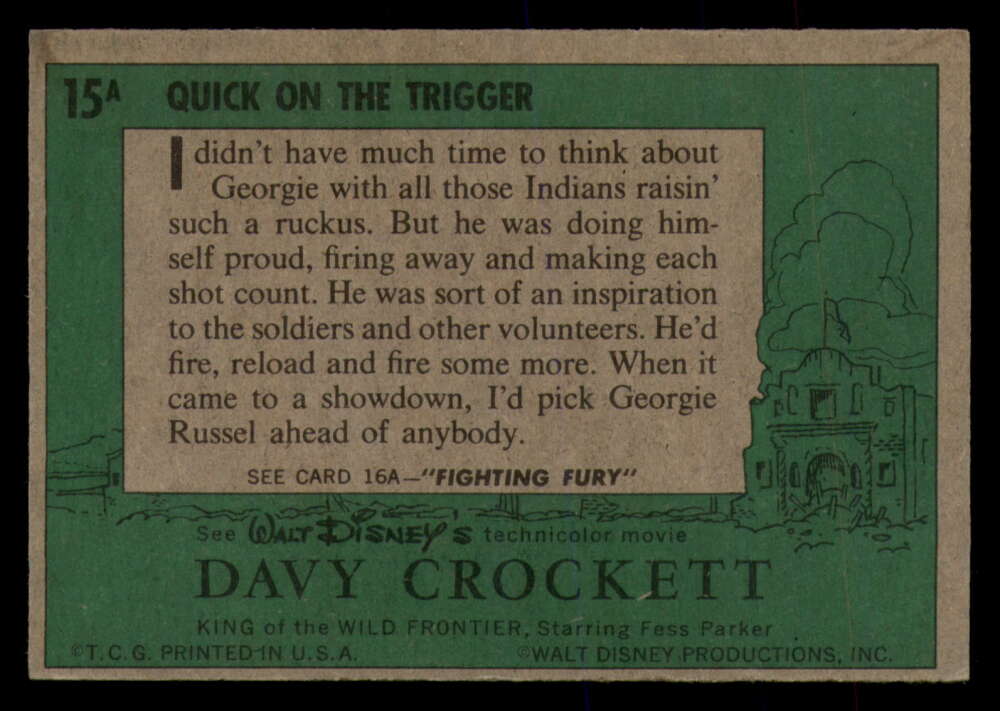 15A QUICK ON THE TRIGGER
I didn't have much time to think about
Georgie with all those Indians raisin'
such a ruckus. But he was doing him-
self proud, firing away and making each
shot count. He was sort of an inspiration
to the soldiers and other volunteers. He'd
fire, reload and fire some more. When it
came to a showdown, I'd pick Georgie
Russel ahead of anybody.
SEE CARD 16A—"FIGHTING FURY"
See WALT DISNEY'S technicolor movie
DAVY CROCKETT
KING of the WILD FRONTIER, Starring Fess Parker
©T.C.G. PRINTED IN U.S.A. ©WALT DISNEY PRODUCTIONS, INC.